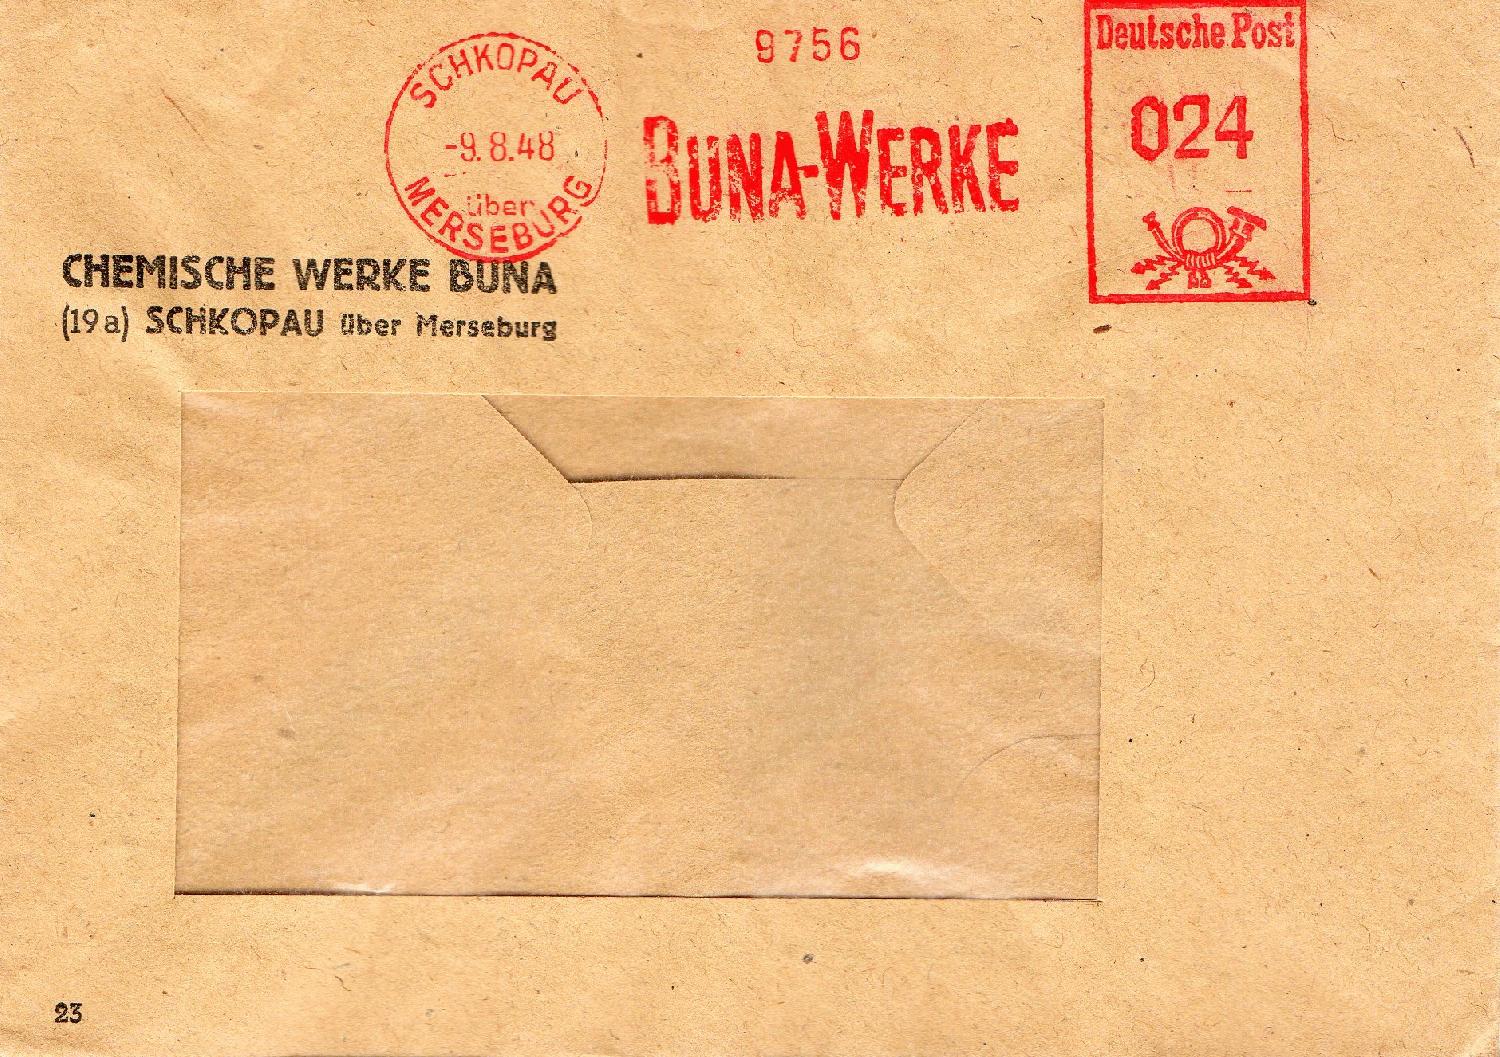 SCHKOPAU
-9.8.48
über
MERSEBURG
9756
BUNA-WERKE
Deutsche Post
024
CHEMISCHE WERKE BUNA
(19a) SCHKOPAU über Merseburg
23